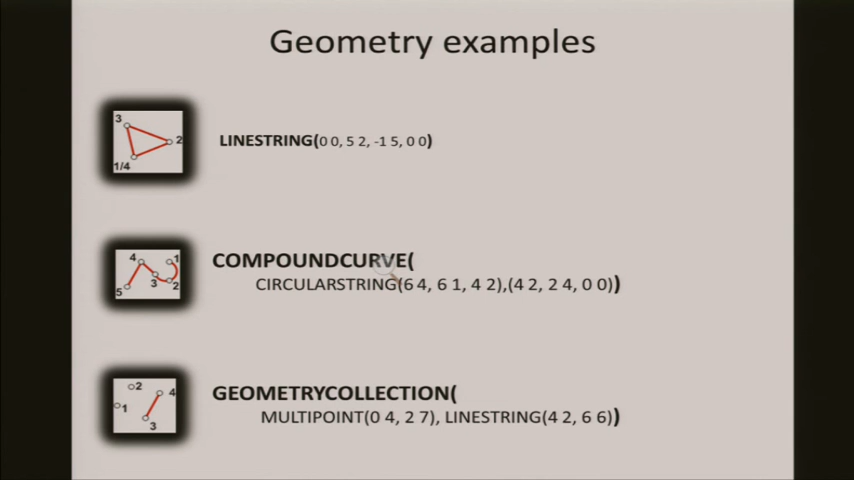 Geometry examples
3
2
1/4
LINESTRING(0 0, 5 2, -1 5, 0 0)
4
1
3
2
5
COMPOUNDCURVE(
CIRCULARSTRING(6 4, 6 1, 4 2),(4 2, 2 4, 0 0))
2
4
1
3
GEOMETRYCOLLECTION(
MULTIPOINT(0 4, 2 7), LINESTRING(4 2, 6 6))